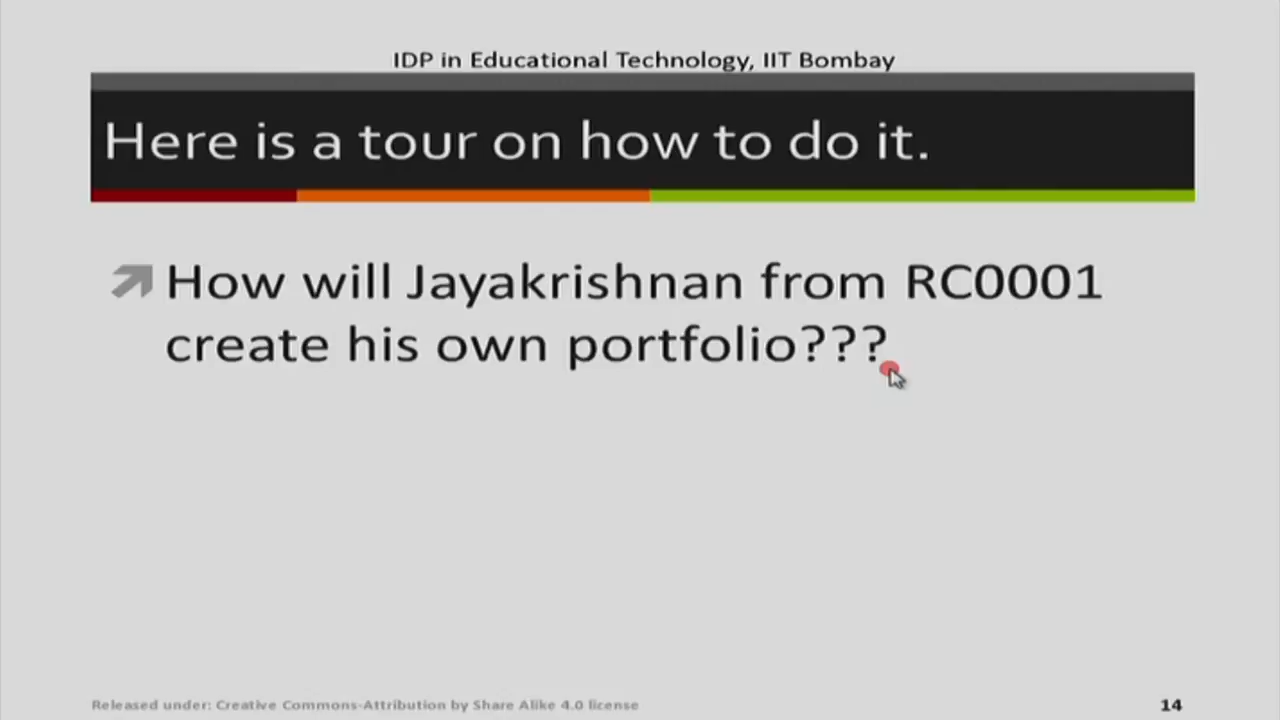 IDP in Educational Technology, IIT Bombay
Here is a tour on how to do it.
How will Jayakrishnan from RC0001
create his own portfolio???
Released under: Creative Commons-Attribution by Share Alike 4.0 license
14